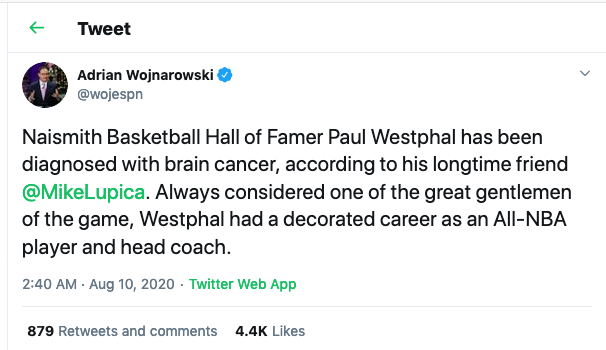 Tweet
Adrian Wojnarowski
@wojespn
Naismith Basketball Hall of Famer Paul Westphal has been
diagnosed with brain cancer, according to his longtime friend
@MikeLupica. Always considered one of the great gentlemen
of the game, Westphal had a decorated career as an All-NBA
player and head coach.
2:40 AM · Aug 10, 2020 · Twitter Web App
879 Retweets and comments 4.4K Likes